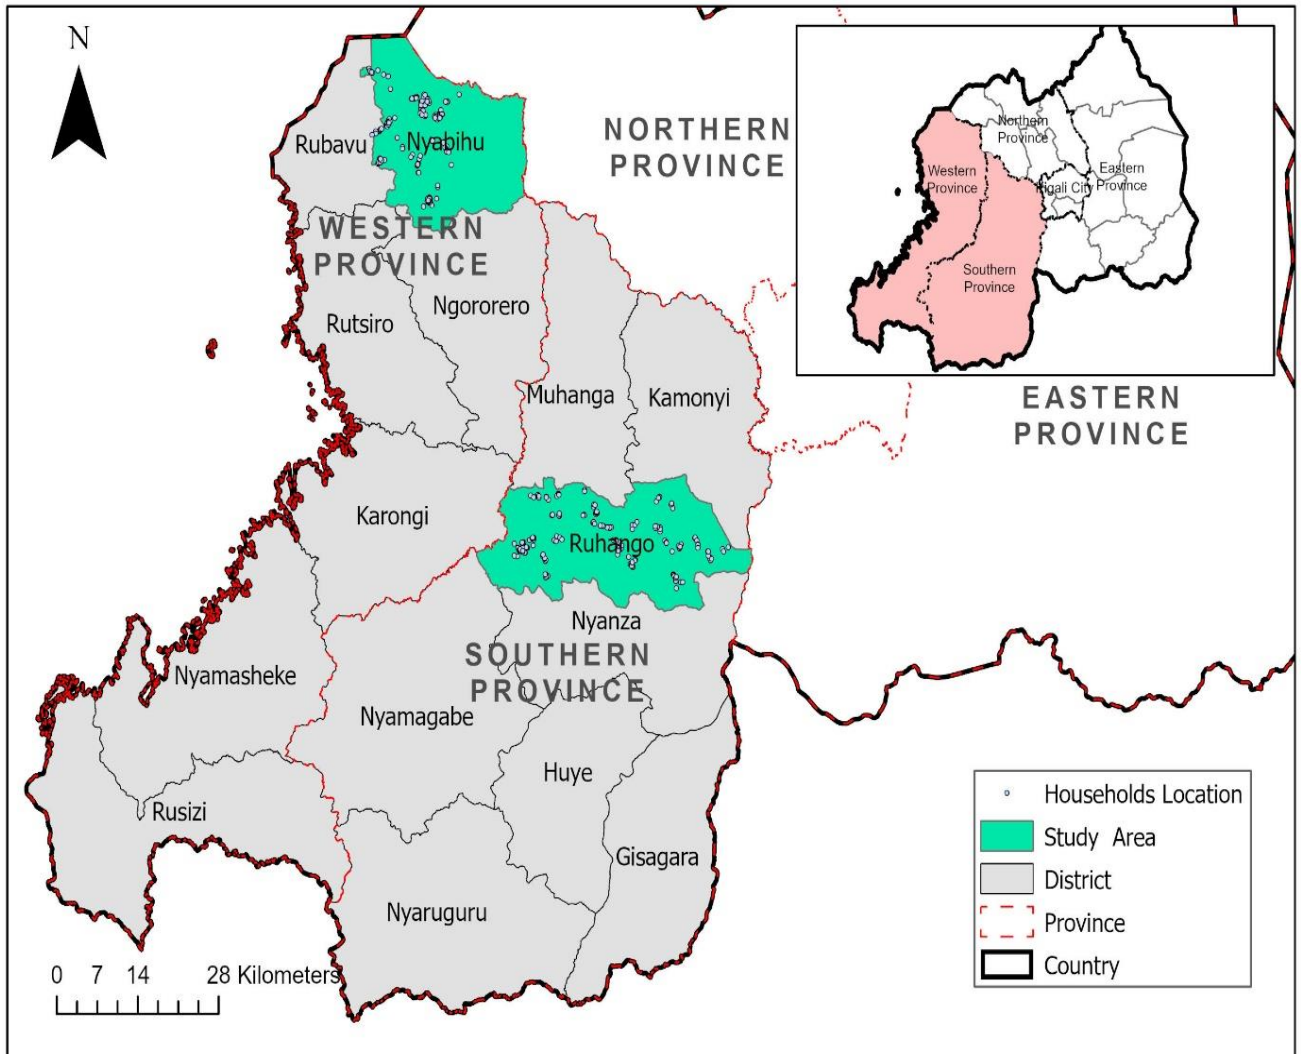 N
Rubavu
Nyabihu
NORTHERN
PROVINCE
WESTERN
PROVINCE
Ngororero
Rutsiro
Muhanga
Kamonyi
EASTERN
PROVINCE
Karongi
Ruhango
Nyanza
SOUTHERN
PROVINCE
Nyamasheke
Nyamagabe
Huye
Rusizi
Gisagara
Nyaruguru
0 7 14 28 Kilometers
Northern
Province
Western
Province
Eastern
Province
Kigali City
Southern
Province
Households Location
Study Area
District
Province
Country